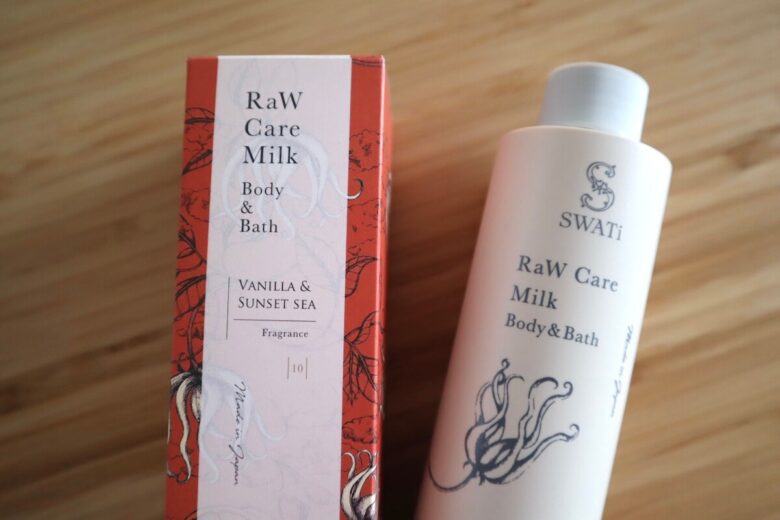 RaW
Care
Milk
Body
&
Bath
VANILLA &
SUNSET SEA
Fragrance
10
Made in Japan
S
SWATi
RaW Care
Milk
Body&Bath
Made in Japan